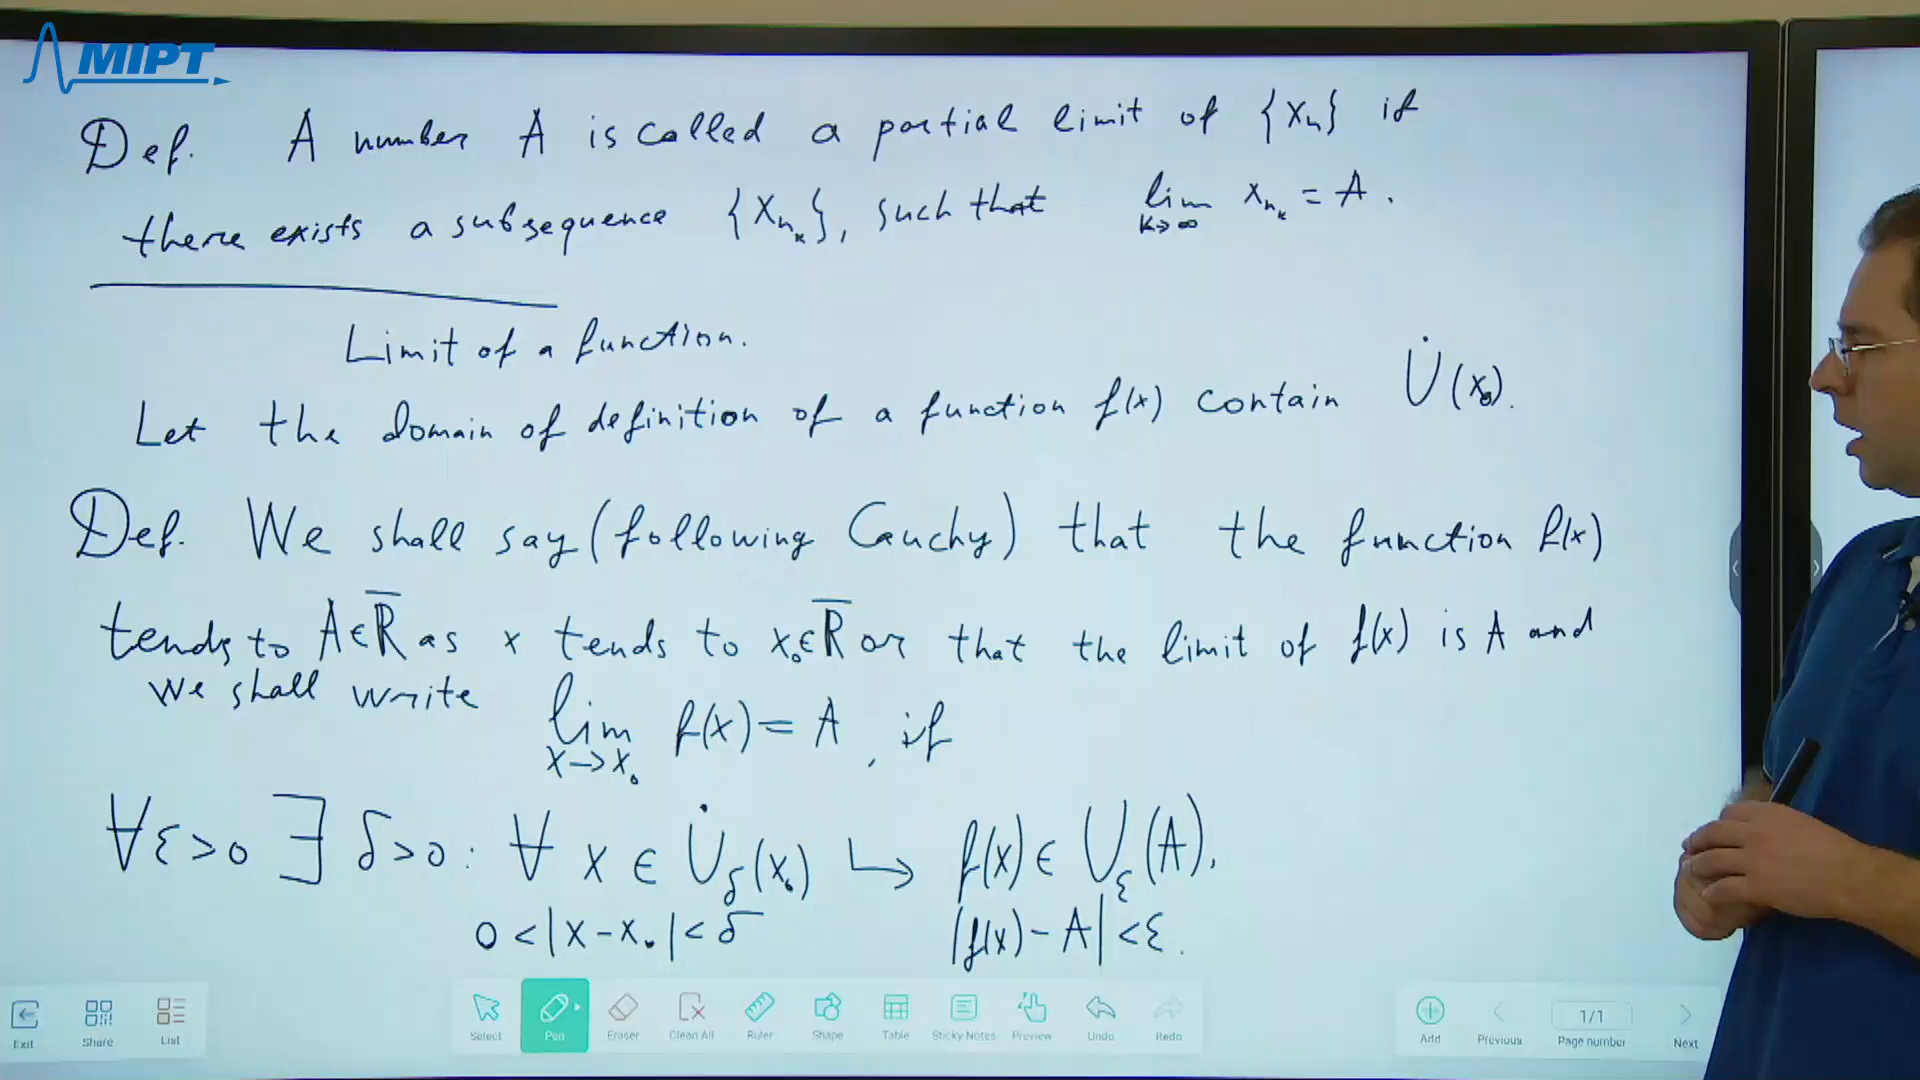 MIPT
Def. A number A is called a partial limit of {xₙ} if
there exists a subsequence {xₙₖ}, such that lim xₙₖ = A.
k→∞
Limit of a function.
Let the domain of definition of a function f(x) contain U̇(x₀).
Def. We shall say (following Cauchy) that the function f(x)
tends to A∈R̅ as x tends to x₀∈R̅ or that the limit of f(x) is A and
we shall write lim f(x) = A, if
x→x₀
∀ε>0 ∃ δ>0: ∀ x ∈ U̇_δ(x₀) ↳ f(x) ∈ U_ε(A).
0<|x-x₀|<δ |f(x)-A|<ε.
Exit Share List Select Pen Eraser Clean All Ruler Shape Table Sticky Notes Preview Undo Redo Add Previous 1/1 Page number Next